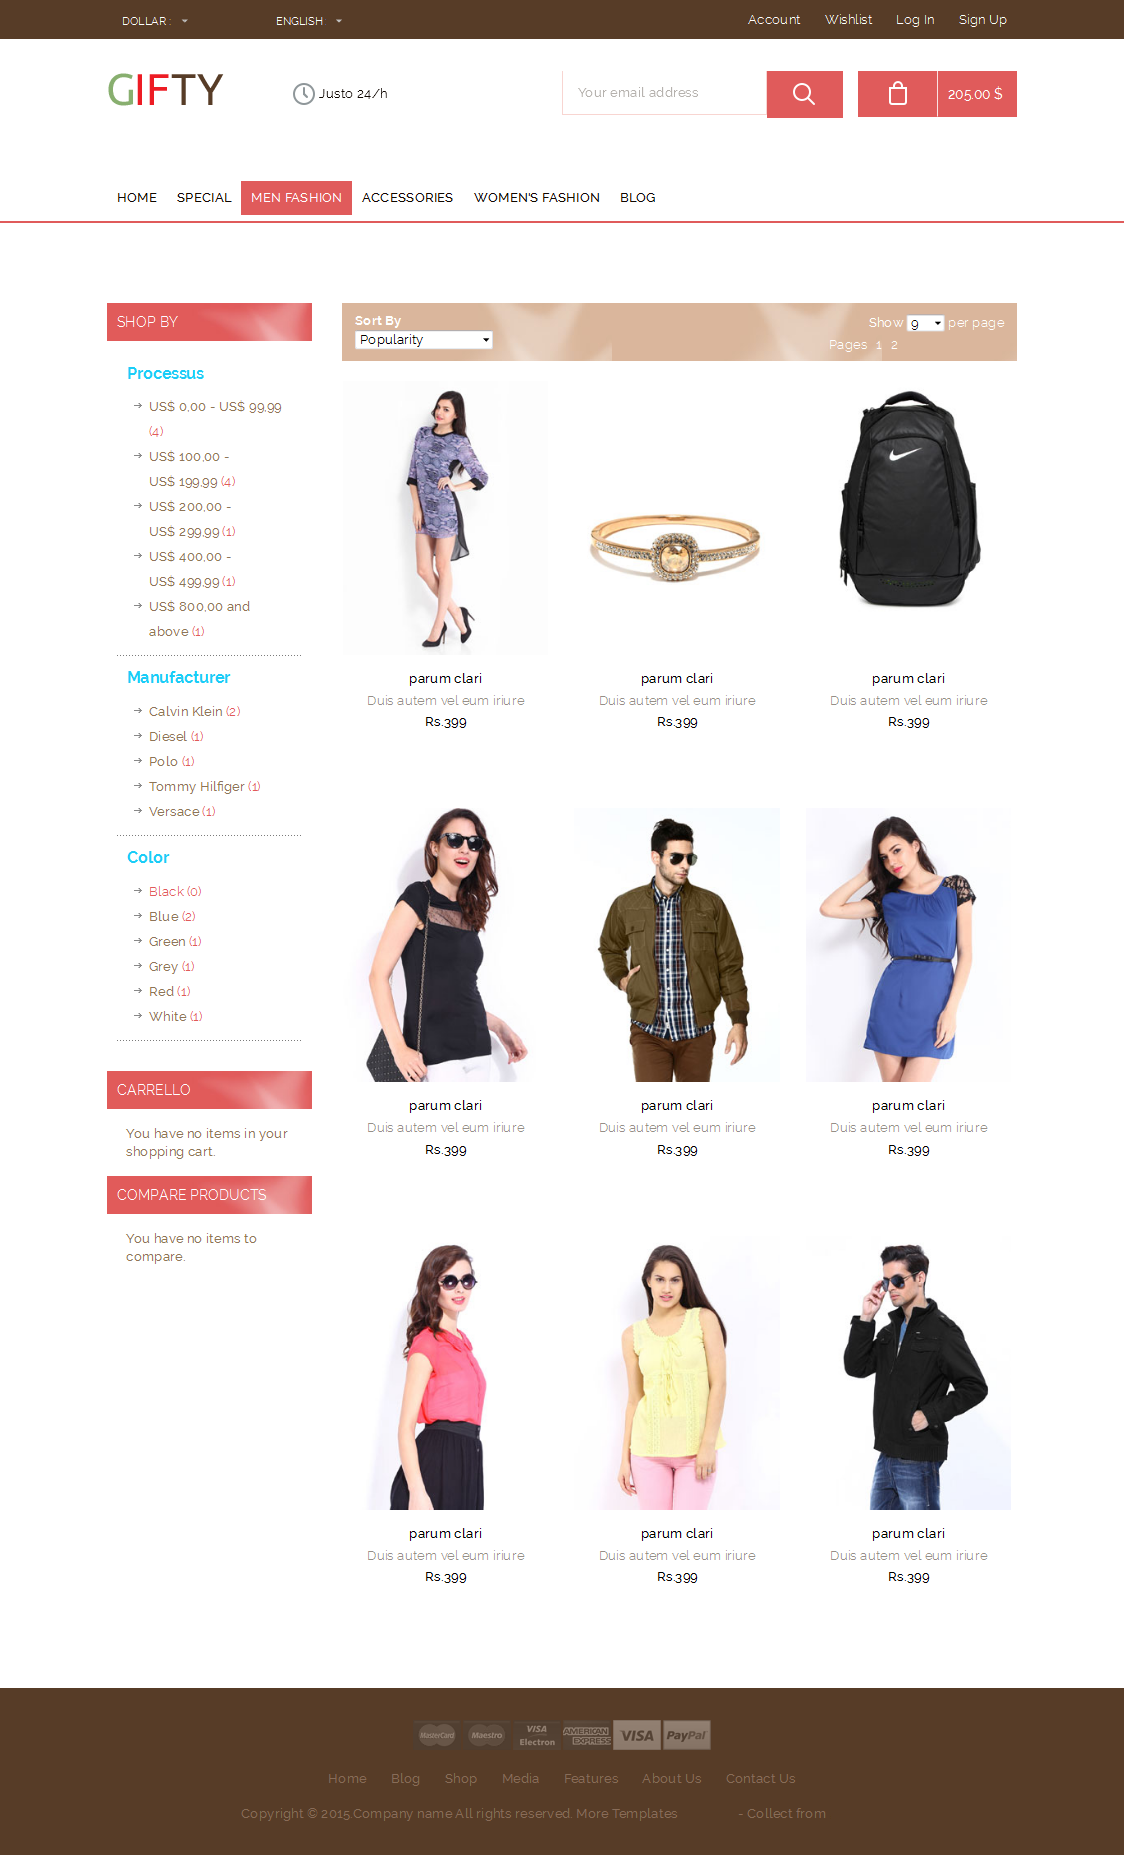 DOLLAR : ENGLISH Account Wishlist Log In Sign Up
GIFTY Justo 24/h Your email address 205.00 $
HOME SPECIAL MEN FASHION ACCESSORIES WOMEN'S FASHION BLOG
SHOP BY
Processus
US$ 0,00 - US$ 99,99
(4)
US$ 100,00 -
US$ 199,99 (4)
US$ 200,00 -
US$ 299,99 (1)
US$ 400,00 -
US$ 499,99 (1)
US$ 800,00 and
above (1)
Manufacturer
Calvin Klein (2)
Diesel (1)
Polo (1)
Tommy Hilfiger (1)
Versace (1)
Color
Black (0)
Blue (2)
Green (1)
Grey (1)
Red (1)
White (1)
CARRELLO
You have no items in your
shopping cart.
COMPARE PRODUCTS
You have no items to
compare.
Sort By
Popularity
Show 9 per page
Pages 1 2
parum clari parum clari parum clari
Duis autem vel eum iriure Duis autem vel eum iriure Duis autem vel eum iriure
Rs.399 Rs.399 Rs.399
parum clari parum clari parum clari
Duis autem vel eum iriure Duis autem vel eum iriure Duis autem vel eum iriure
Rs.399 Rs.399 Rs.399
parum clari parum clari parum clari
Duis autem vel eum iriure Duis autem vel eum iriure Duis autem vel eum iriure
Rs.399 Rs.399 Rs.399
MasterCard Maestro VISA Electron AMERICAN EXPRESS VISA PayPal
Home Blog Shop Media Features About Us Contact Us
Copyright © 2015.Company name All rights reserved. More Templates - Collect from